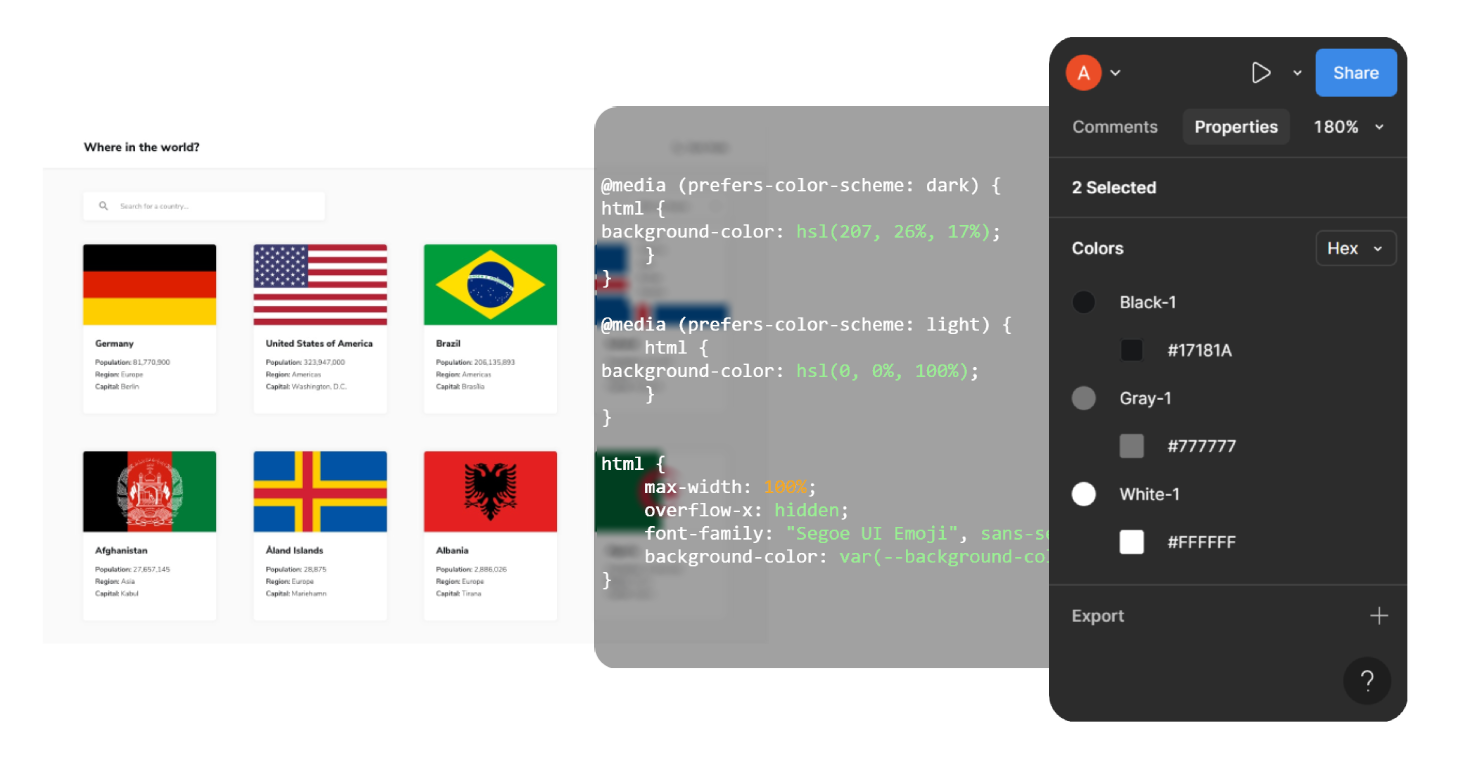 Where in the world?
Search for a country...
Germany
Population: 81,770,900
Region: Europe
Capital: Berlin
United States of America
Population: 323,947,000
Region: Americas
Capital: Washington, D.C.
Brazil
Population: 206,135,893
Region: Americas
Capital: Brasília
Afghanistan
Population: 27,657,145
Region: Asia
Capital: Kabul
Åland Islands
Population: 28,875
Region: Europe
Capital: Mariehamn
Albania
Population: 2,886,026
Region: Europe
Capital: Tirana
@media (prefers-color-scheme: dark) {
html {
background-color: hsl(207, 26%, 17%);
}
}
@media (prefers-color-scheme: light) {
html {
background-color: hsl(0, 0%, 100%);
}
}
html {
max-width: 100%;
overflow-x: hidden;
font-family: "Segoe UI Emoji", sans-s
background-color: var(--background-co
}
A
Share
Comments
Properties
180%
2 Selected
Colors
Hex
Black-1
#17181A
Gray-1
#777777
White-1
#FFFFFF
Export
?